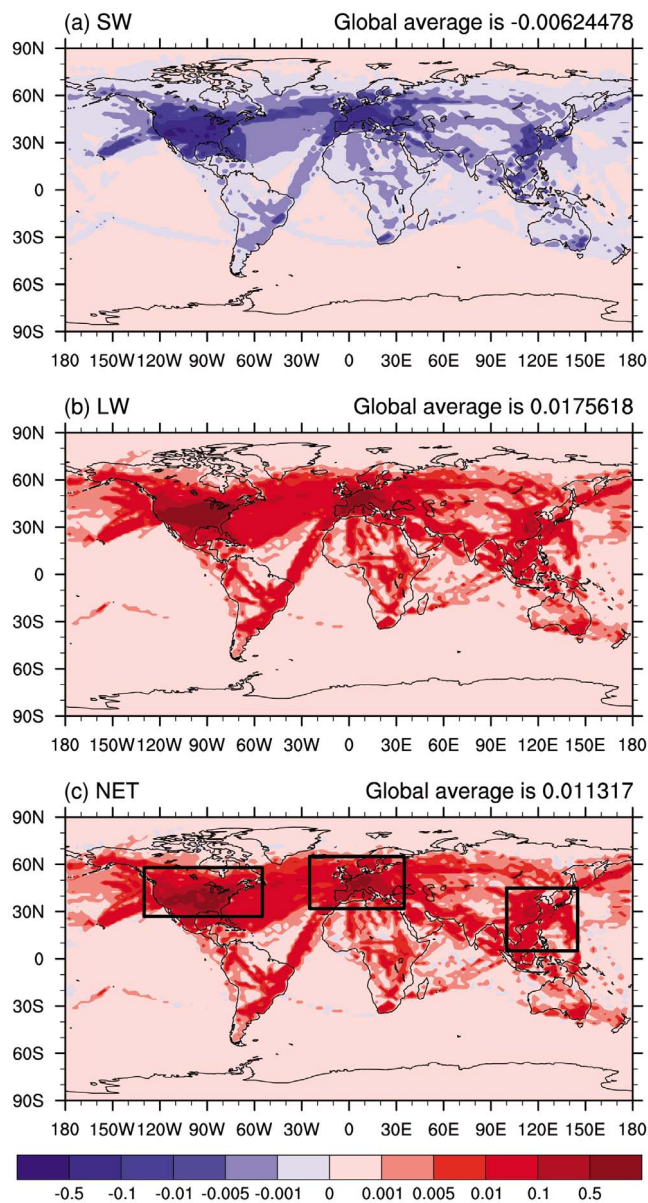 (a) SW Global average is -0.00624478
90N
60N
30N
0
30S
60S
90S
180 150W 120W 90W 60W 30W 0 30E 60E 90E 120E 150E 180
(b) LW Global average is 0.0175618
90N
60N
30N
0
30S
60S
90S
180 150W 120W 90W 60W 30W 0 30E 60E 90E 120E 150E 180
(c) NET Global average is 0.011317
90N
60N
30N
0
30S
60S
90S
180 150W 120W 90W 60W 30W 0 30E 60E 90E 120E 150E 180
-0.5 -0.1 -0.01 -0.005 -0.001 0 0.001 0.005 0.01 0.1 0.5